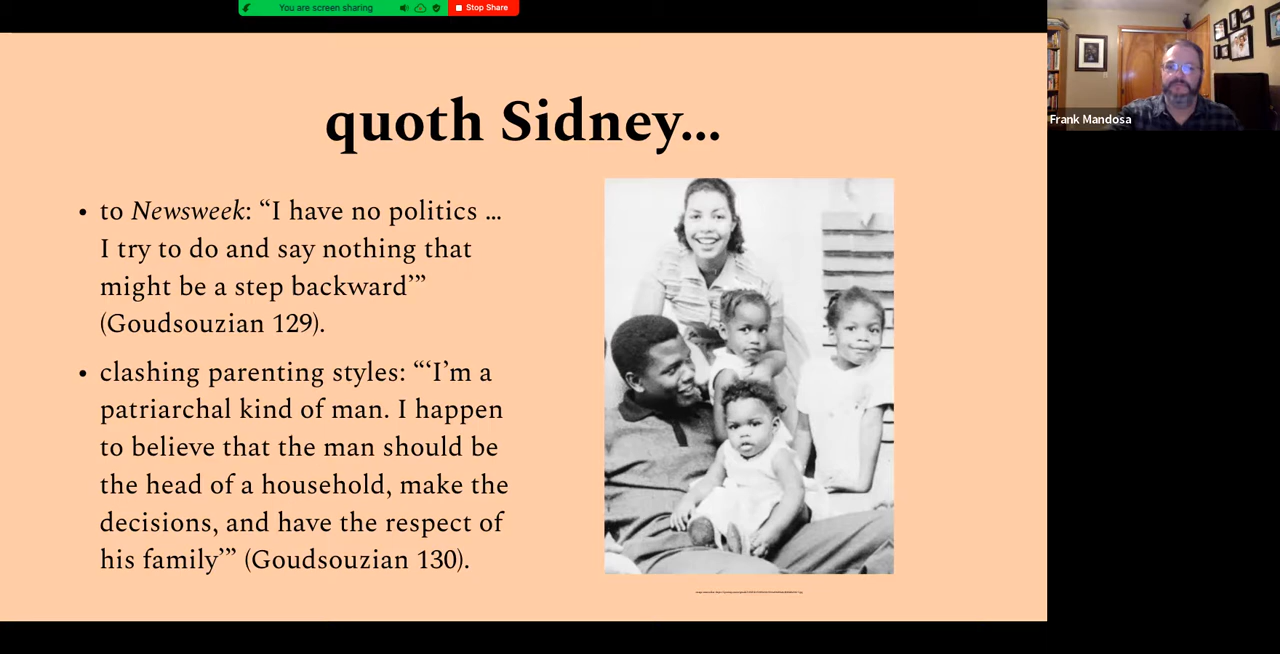 You are screen sharing
Stop Share
quoth Sidney...
• to Newsweek: “I have no politics ...
I try to do and say nothing that
might be a step backward’”
(Goudsouzian 129).
• clashing parenting styles: “‘I’m a
patriarchal kind of man. I happen
to believe that the man should be
the head of a household, make the
decisions, and have the respect of
his family’” (Goudsouzian 130).
Frank Mandosa